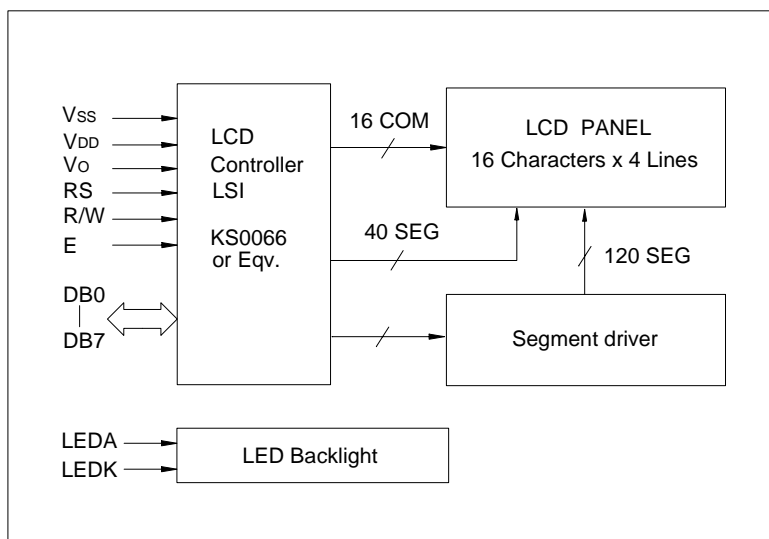 VSS
VDD
VO
RS
R/W
E
DB0
DB7
LCD
Controller
LSI
KS0066
or Eqv.
16 COM
40 SEG
LCD PANEL
16 Characters x 4 Lines
120 SEG
Segment driver
LEDA
LEDK
LED Backlight